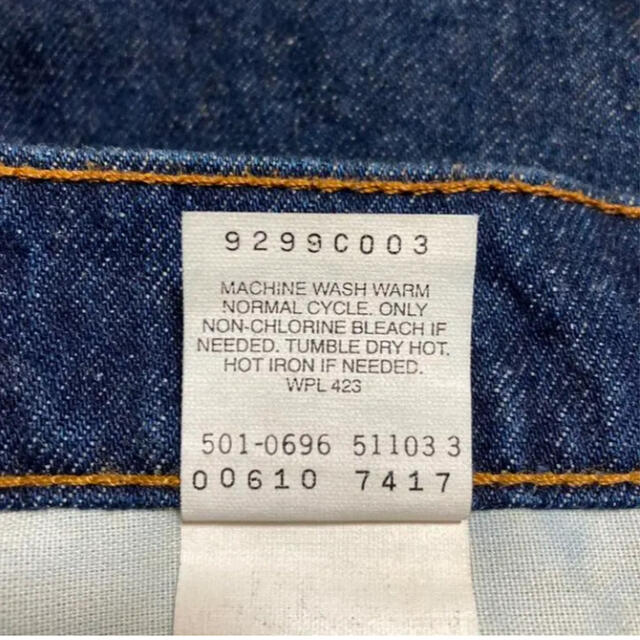 9299C003
MACHINE WASH WARM
NORMAL CYCLE. ONLY
NON-CHLORINE BLEACH IF
NEEDED. TUMBLE DRY HOT.
HOT IRON IF NEEDED.
WPL 423
501-0696 51103 3
00610 7417